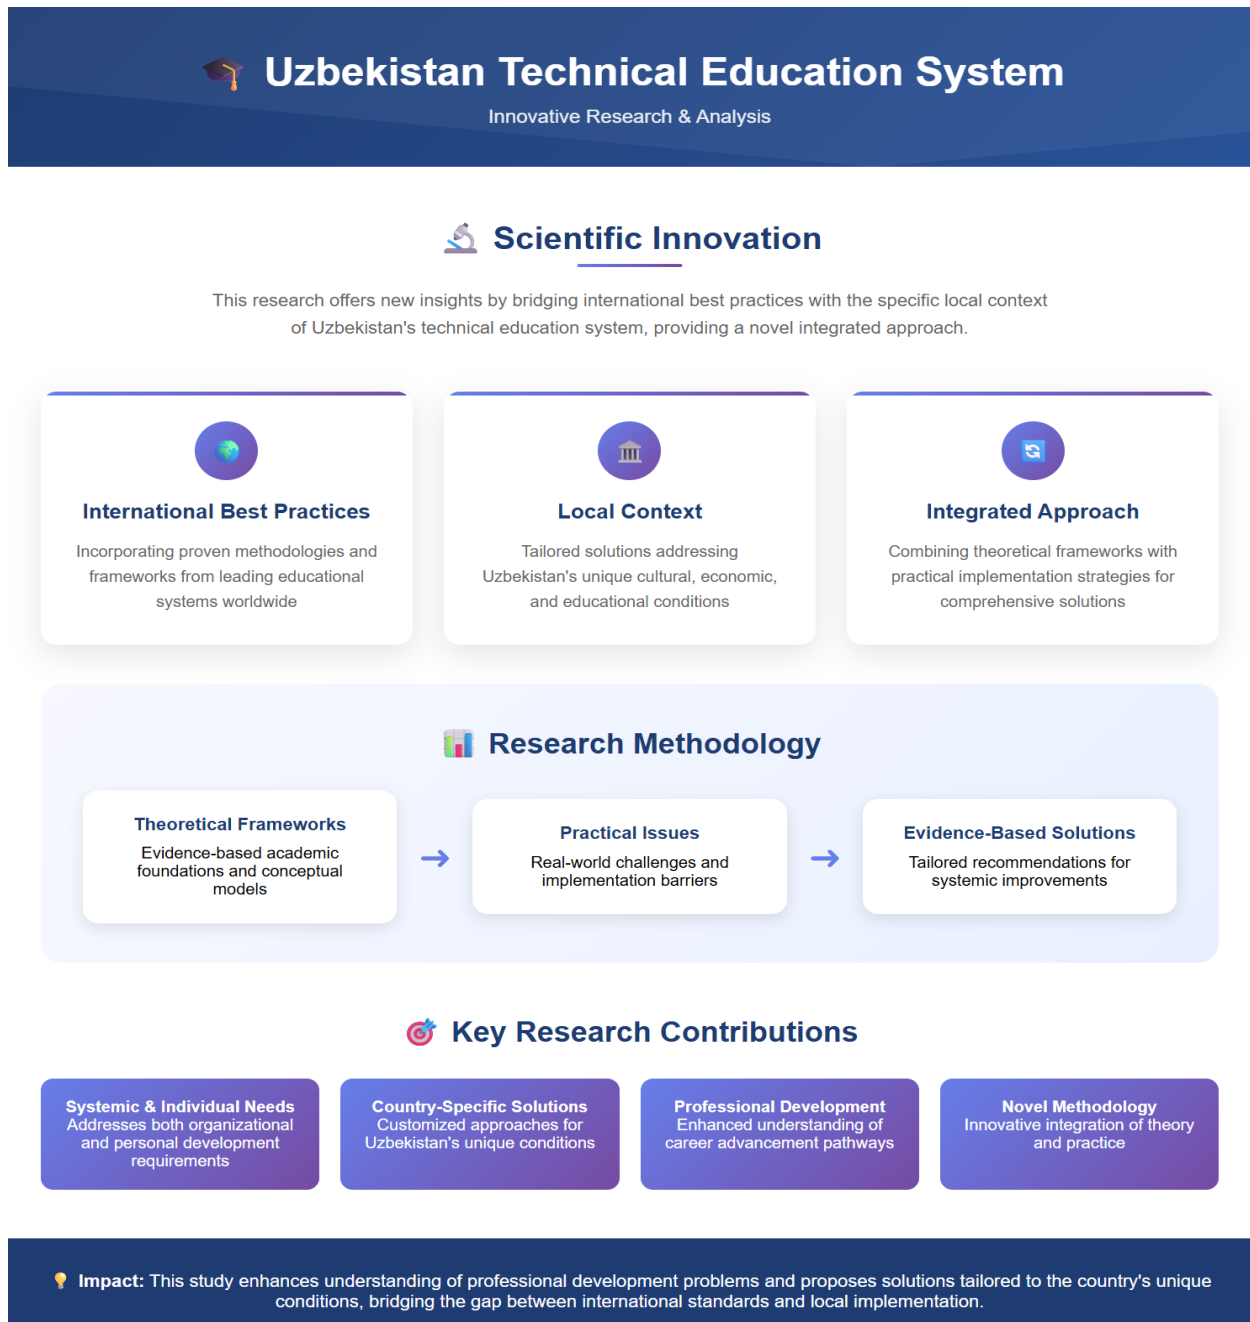 Uzbekistan Technical Education System
Innovative Research & Analysis
Scientific Innovation
This research offers new insights by bridging international best practices with the specific local context
of Uzbekistan's technical education system, providing a novel integrated approach.
International Best Practices
Incorporating proven methodologies and
frameworks from leading educational
systems worldwide
Local Context
Tailored solutions addressing
Uzbekistan's unique cultural, economic,
and educational conditions
Integrated Approach
Combining theoretical frameworks with
practical implementation strategies for
comprehensive solutions
Research Methodology
Theoretical Frameworks
Evidence-based academic
foundations and conceptual
models
Practical Issues
Real-world challenges and
implementation barriers
Evidence-Based Solutions
Tailored recommendations for
systemic improvements
Key Research Contributions
Systemic & Individual Needs
Addresses both organizational
and personal development
requirements
Country-Specific Solutions
Customized approaches for
Uzbekistan's unique conditions
Professional Development
Enhanced understanding of
career advancement pathways
Novel Methodology
Innovative integration of theory
and practice
Impact: This study enhances understanding of professional development problems and proposes solutions tailored to the country's unique
conditions, bridging the gap between international standards and local implementation.